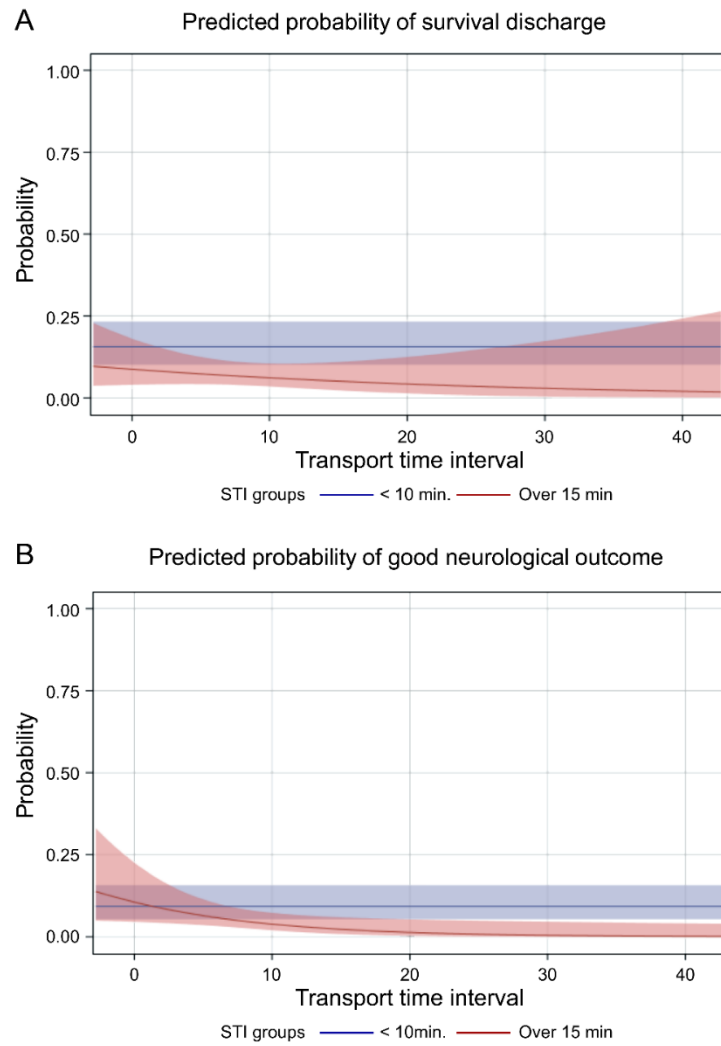 A
Predicted probability of survival discharge
1.00
0.75
0.50
0.25
0.00
Probability
0 10 20 30 40
Transport time interval
STI groups < 10 min. Over 15 min
B
Predicted probability of good neurological outcome
1.00
0.75
0.50
0.25
0.00
Probability
0 10 20 30 40
Transport time interval
STI groups < 10min. Over 15 min